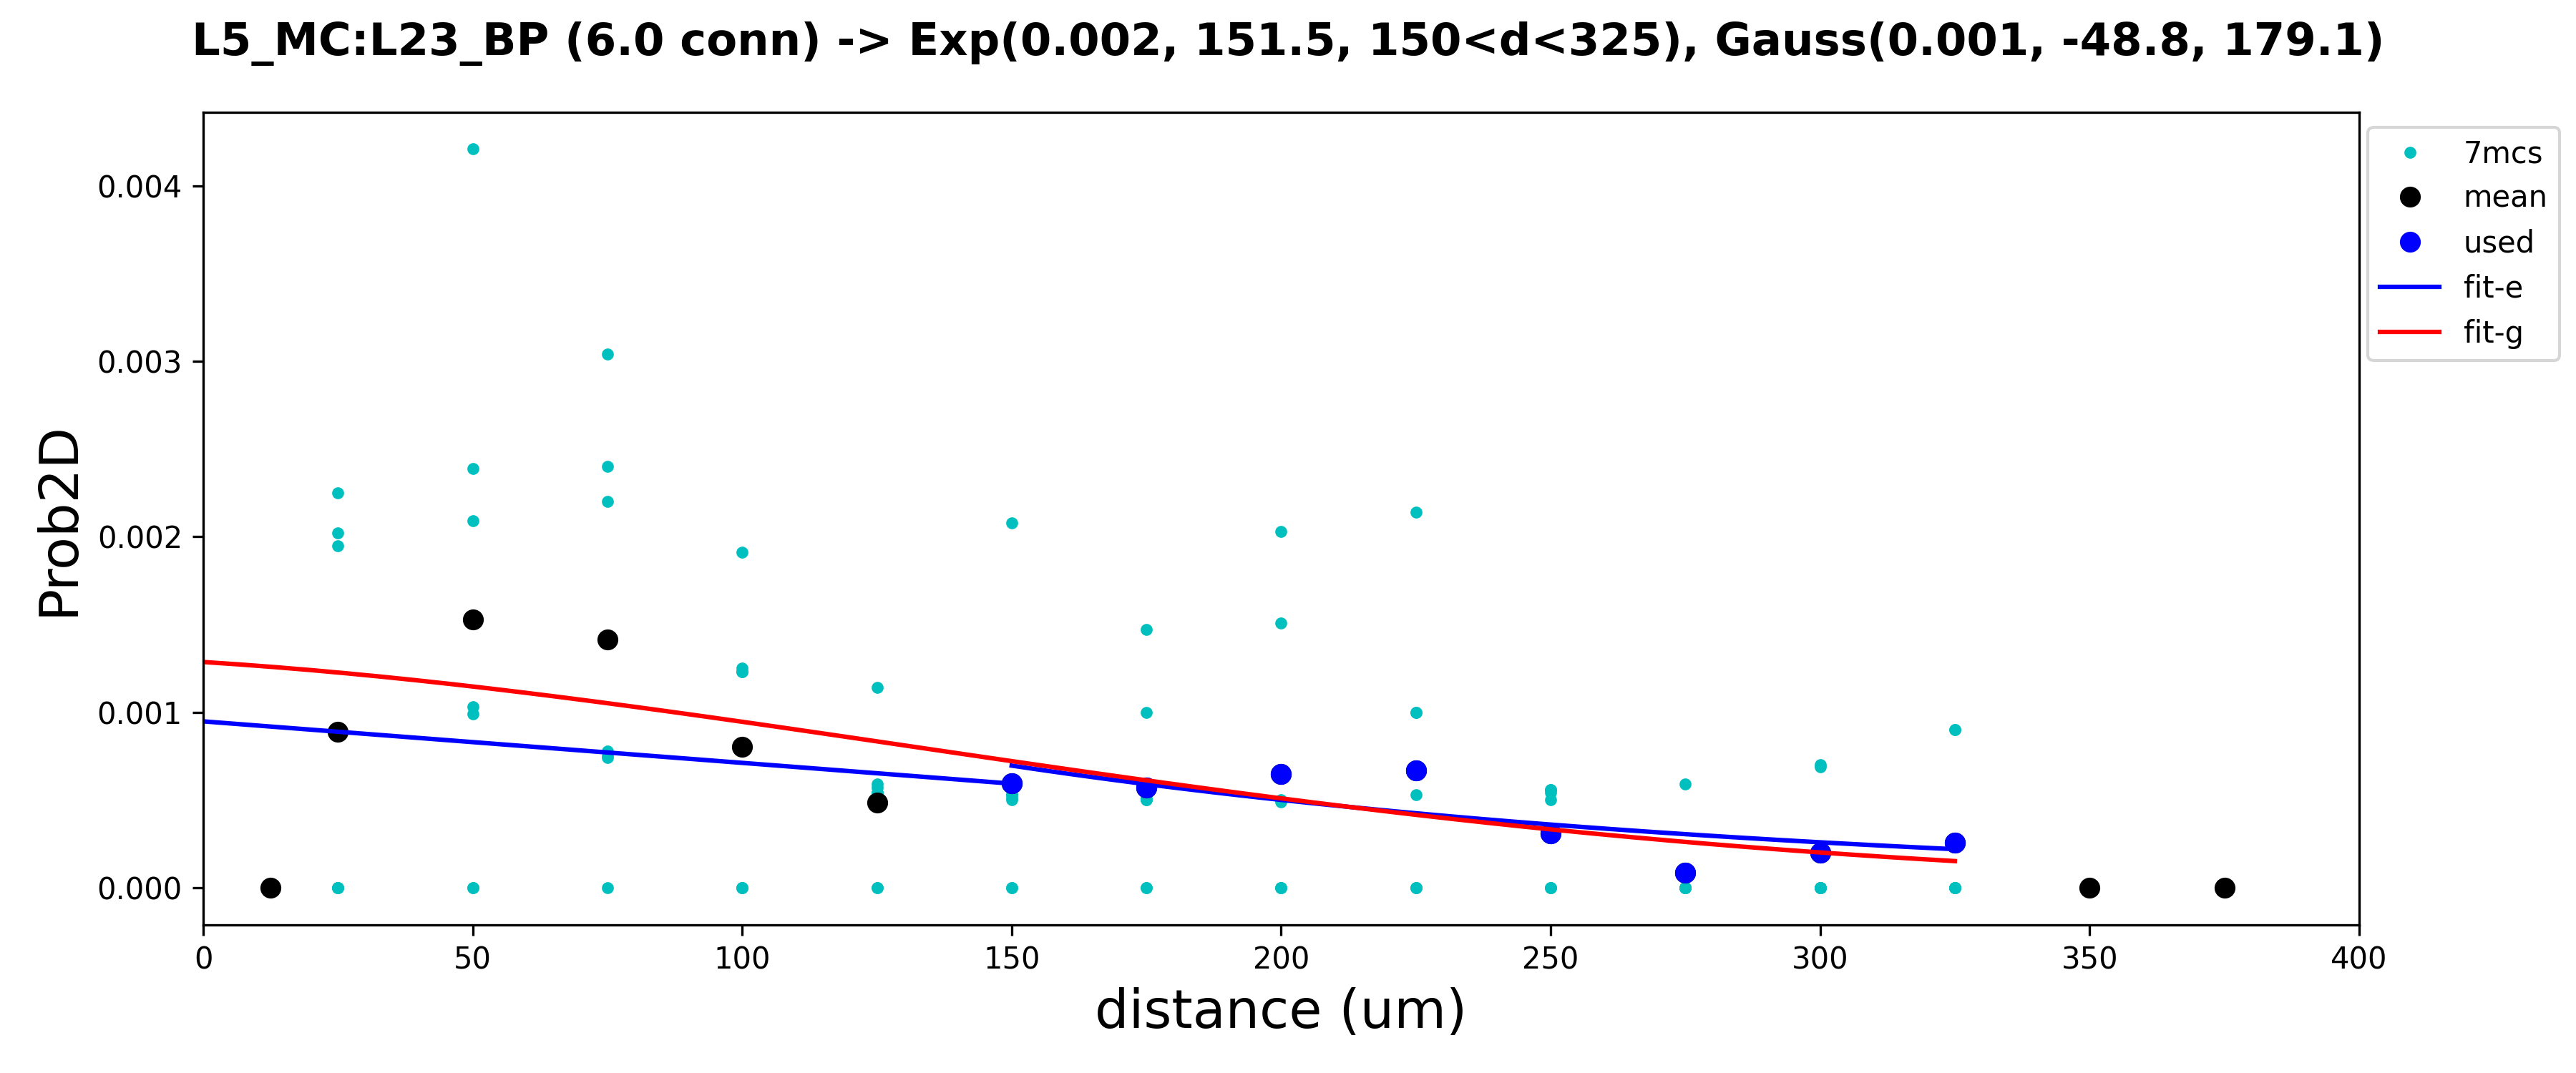 L5_MC:L23_BP (6.0 conn) -> Exp(0.002, 151.5, 150<d<325), Gauss(0.001, -48.8, 179.1)
7mcs
mean
used
fit-e
fit-g
Prob2D
0.004
0.003
0.002
0.001
0.000
0 50 100 150 200 250 300 350 400
distance (um)